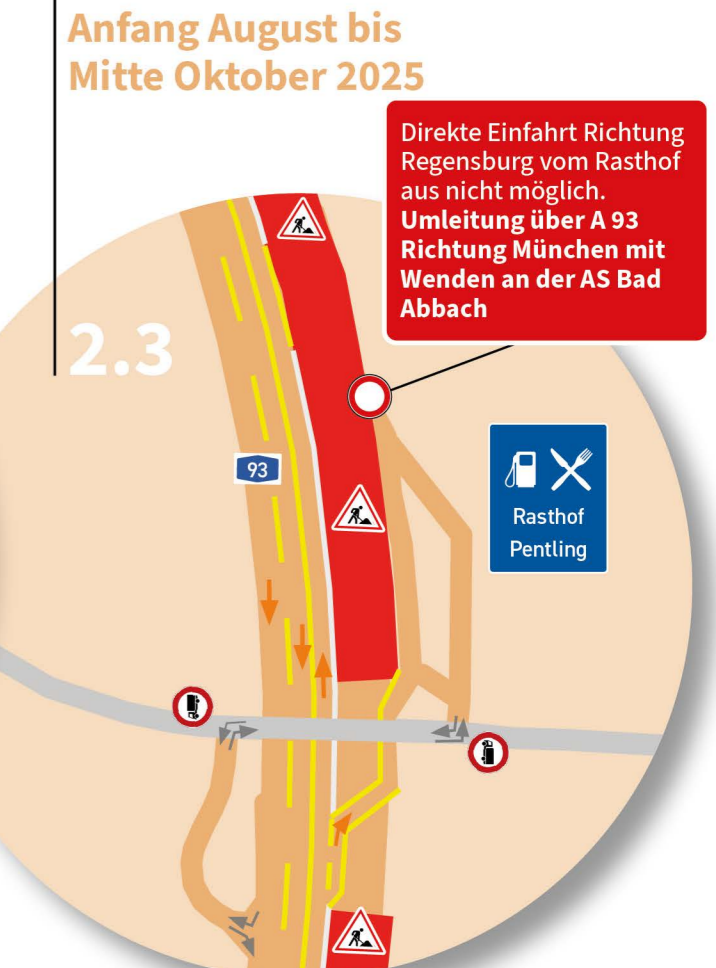 Anfang August bis
Mitte Oktober 2025
Direkte Einfahrt Richtung
Regensburg vom Rasthof
aus nicht möglich.
Umleitung über A 93
Richtung München mit
Wenden an der AS Bad
Abbach
2.3
93
Rasthof
Pentling